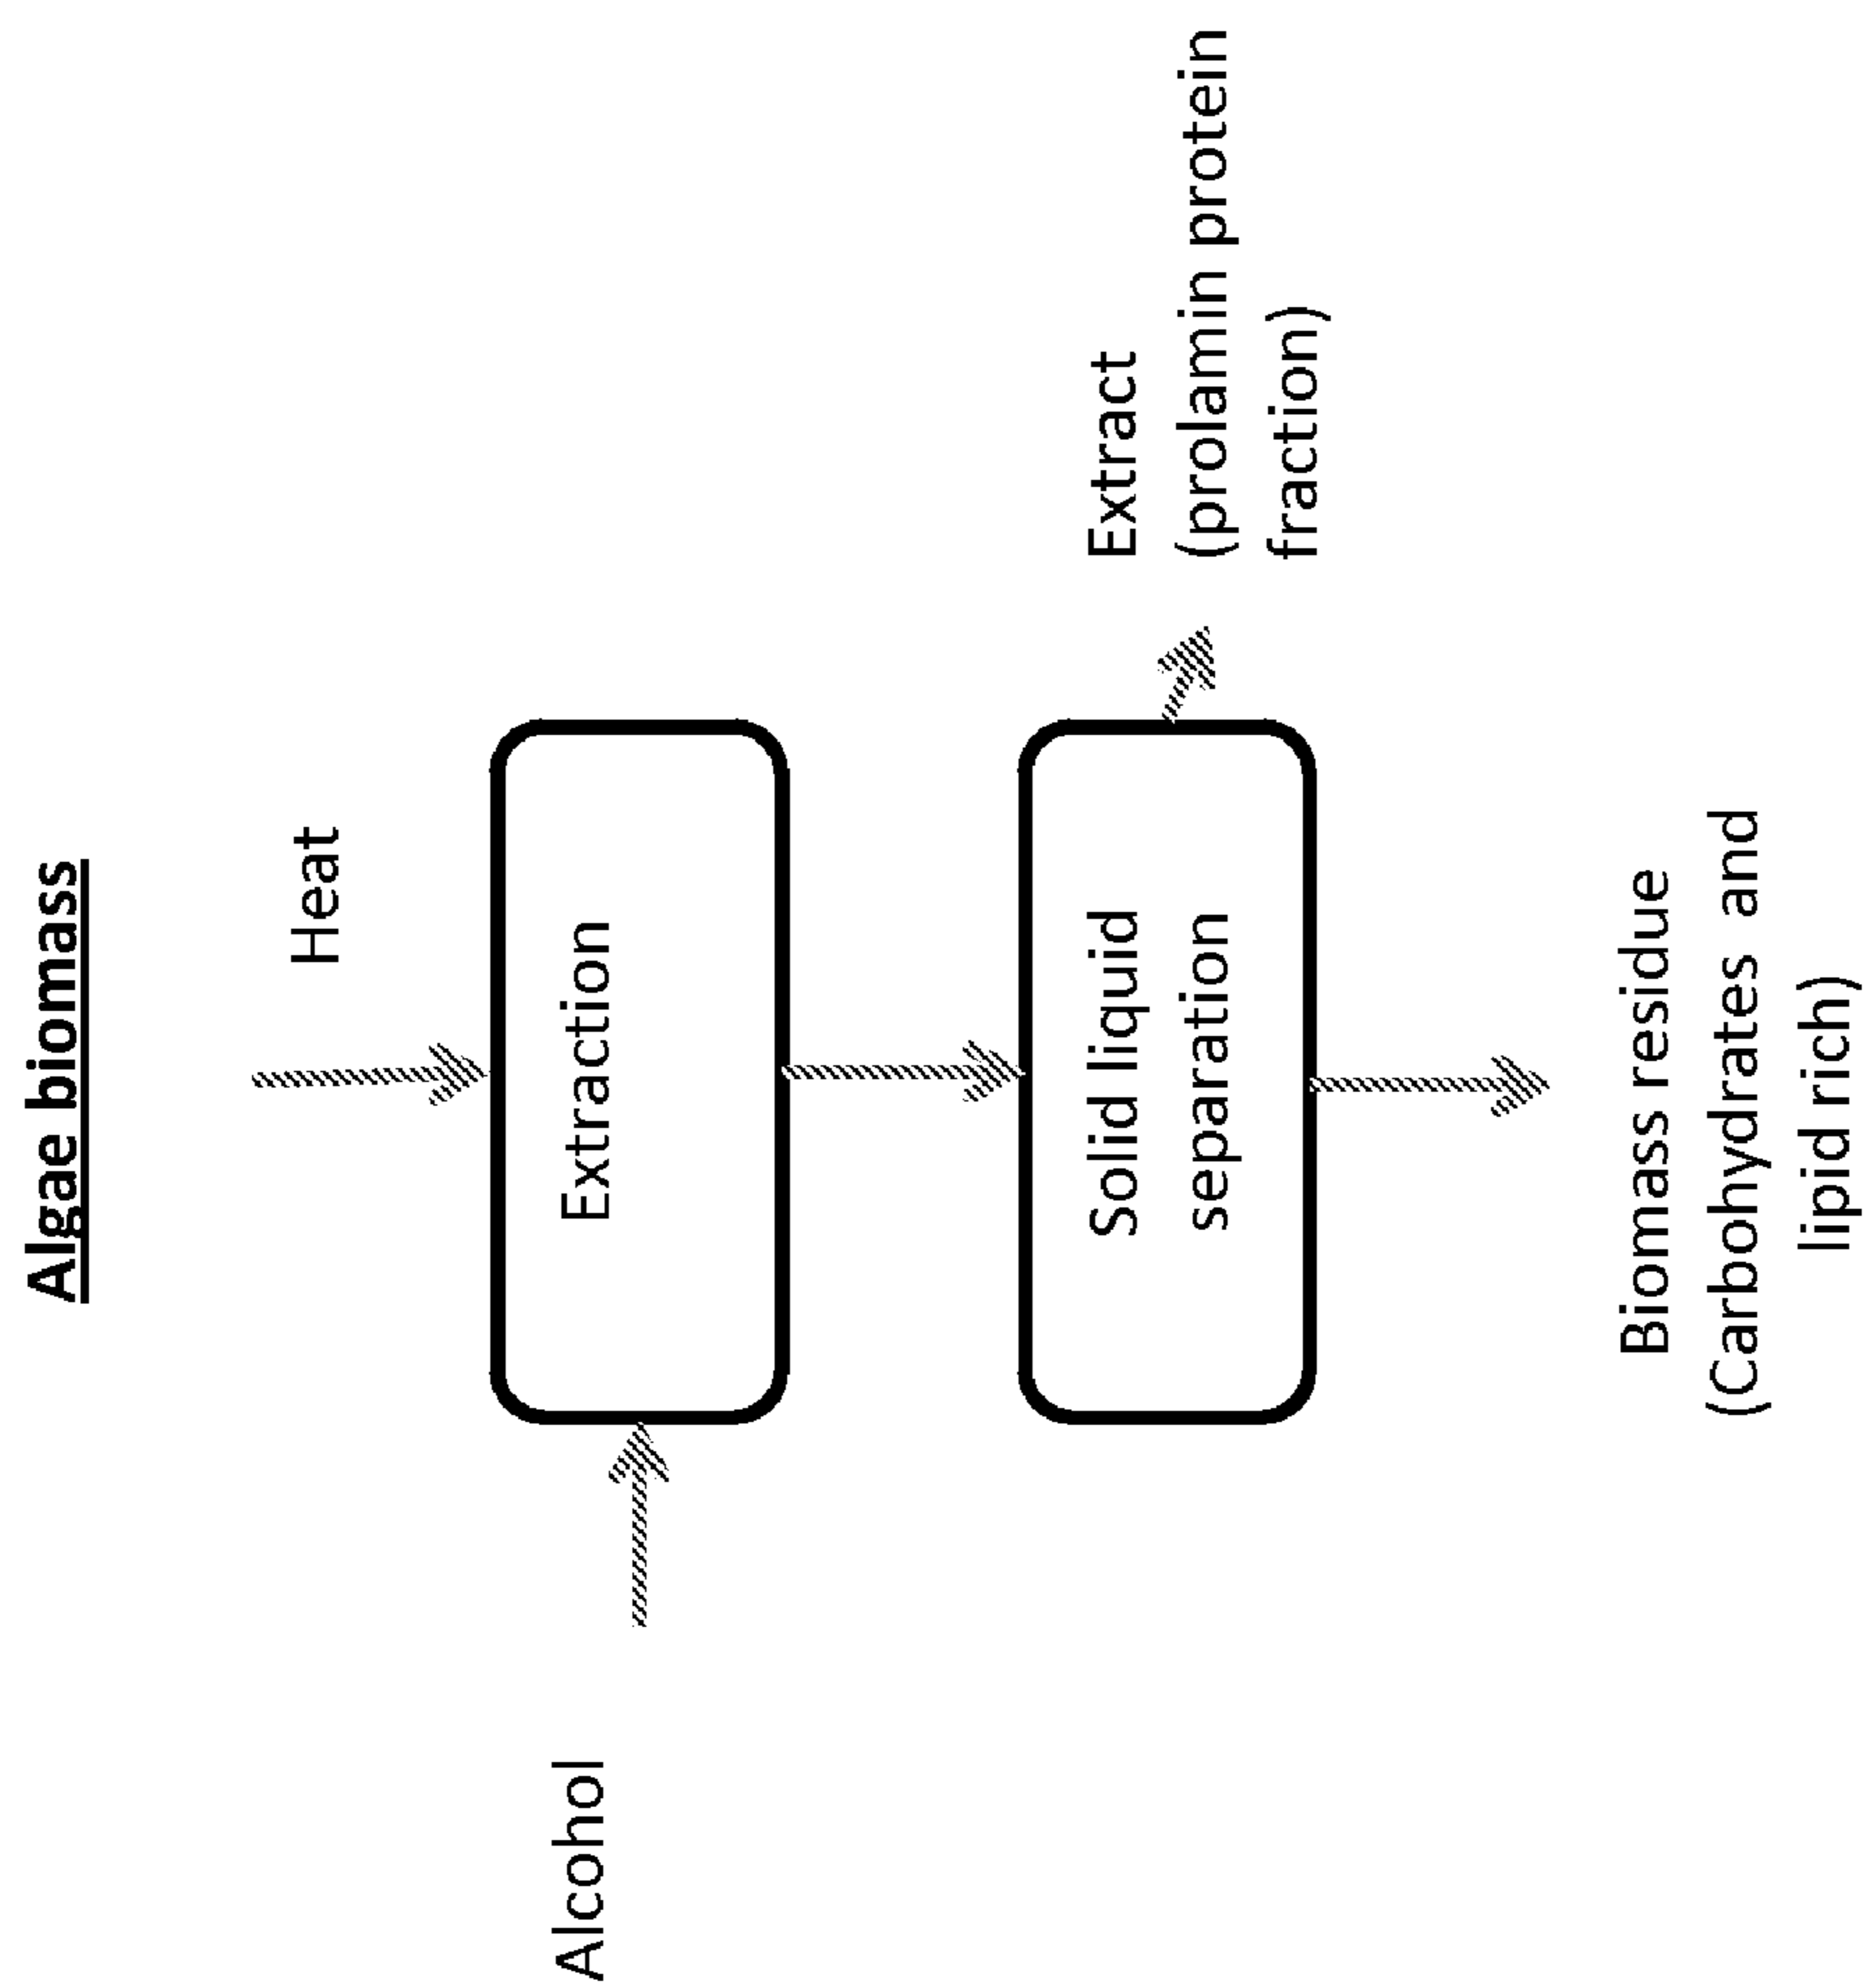 Algae biomass
Heat
Alcohol
Extraction
Solid liquid
separation
Extract
(prolamin protein
fraction)
Biomass residue
(Carbohydrates and
lipid rich)